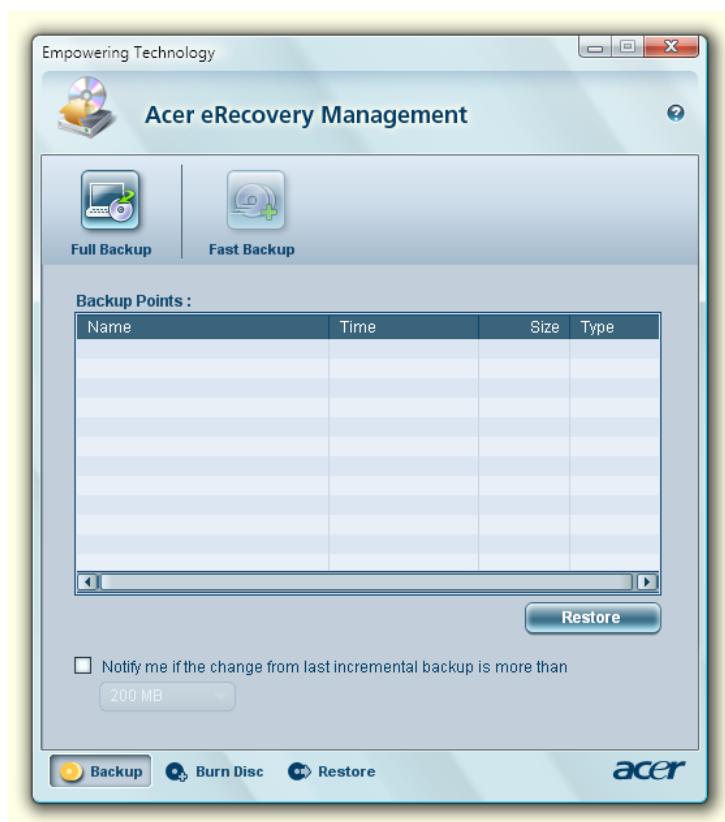 Empowering Technology
Acer eRecovery Management
Full Backup
Fast Backup
Backup Points :
Name Time Size Type
Restore
Notify me if the change from last incremental backup is more than
200 MB
Backup Burn Disc Restore acer